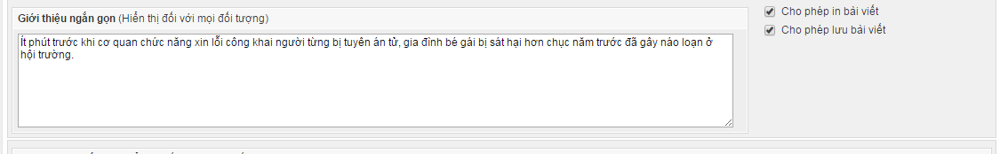 Giới thiệu ngắn gọn (Hiển thị đối với mọi đối tượng)
Cho phép in bài viết
Cho phép lưu bài viết
Ít phút trước khi cơ quan chức năng xin lỗi công khai người từng bị tuyên án tử, gia đình bé gái bị sát hại hơn chục năm trước đã gây náo loạn ở
hội trường.